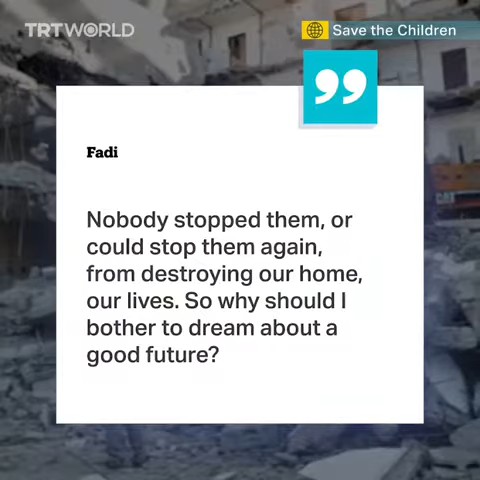 TRTWORLD
Save the Children
Fadi
Nobody stopped them, or
could stop them again,
from destroying our home,
our lives. So why should I
bother to dream about a
good future?
CAT